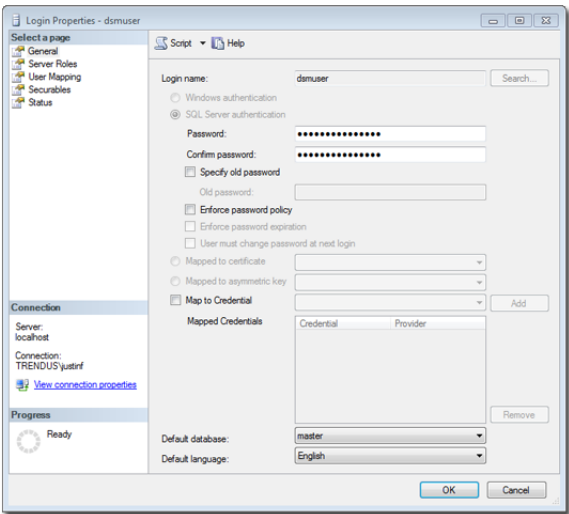 Login Properties - dsmuser
Select a page
General
Server Roles
User Mapping
Securables
Status
Script Help
Login name: dsmuser Search...
Windows authentication
SQL Server authentication
Password: •••••••••••••••
Confirm password: •••••••••••••••
Specify old password
Old password:
Enforce password policy
Enforce password expiration
User must change password at next login
Mapped to certificate
Mapped to asymmetric key
Map to Credential Add
Mapped Credentials Credential Provider
Remove
Default database: master
Default language: English
Connection
Server:
localhost
Connection:
TRENDUS\justinf
View connection properties
Progress
Ready
OK Cancel